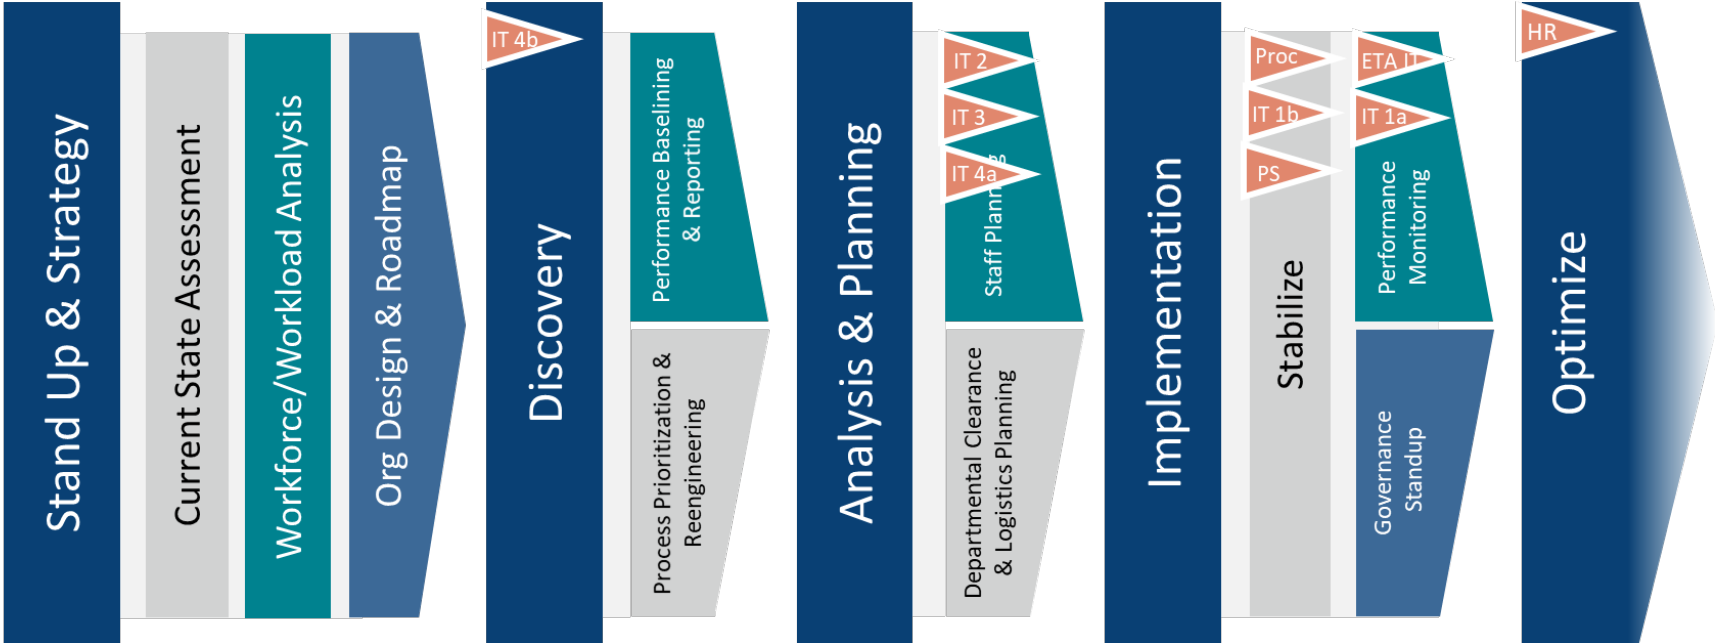 Stand Up & Strategy
Current State Assessment
Workforce/Workload Analysis
Org Design & Roadmap
IT 4b
Discovery
Performance Baselining
& Reporting
Process Prioritization &
Reengineering
Analysis & Planning
IT 2
IT 3
IT 4a
Staff Planning
Departmental Clearance
& Logistics Planning
Implementation
Proc
IT 1b
PS
Stabilize
ETA IT
IT 1a
Performance
Monitoring
Governance
Standup
HR
Optimize